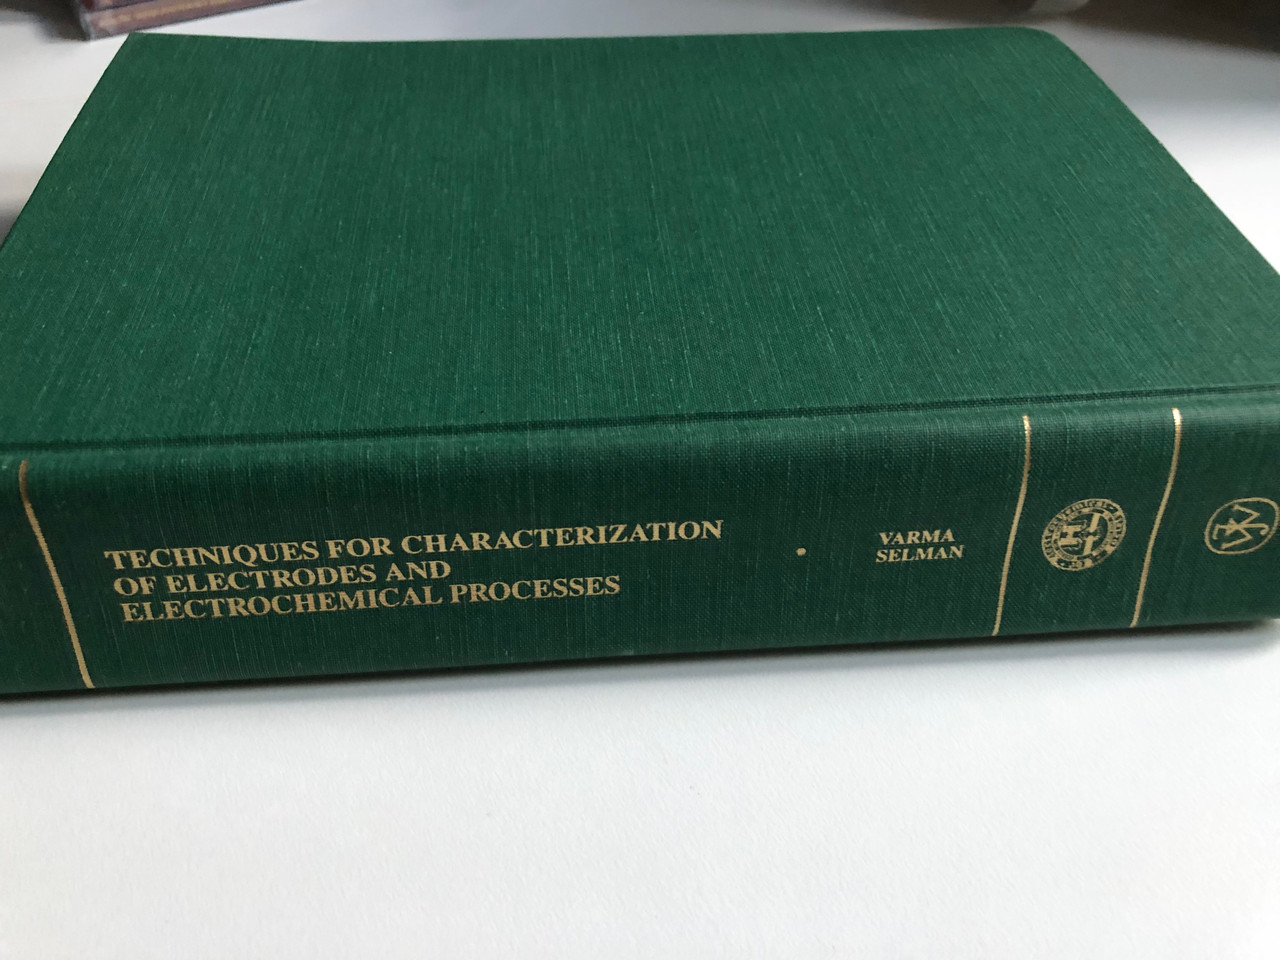 TECHNIQUES FOR CHARACTERIZATION
OF ELECTRODES AND
ELECTROCHEMICAL PROCESSES
VARMA
SELMAN